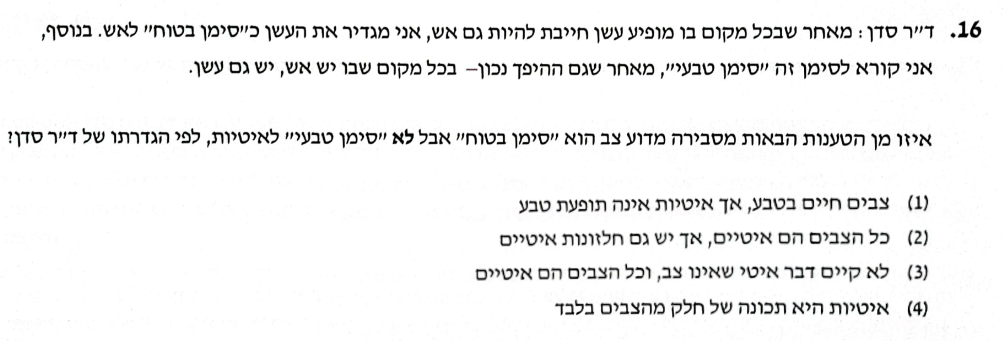 16. ד״ר סדן: מאחר שבכל מקום בו מופיע עשן חייבת להיות גם אש, אני מגדיר את העשן כ״סימן בטוח״ לאש. בנוסף,
אני קורא לסימן זה ״סימן טבעי״, מאחר שגם ההיפך נכון – בכל מקום שבו יש אש, יש גם עשן.
איזו מן הטענות הבאות מסבירה מדוע צב הוא ״סימן בטוח״ אבל לא ״סימן טבעי״ לאיטיות, לפי הגדרתו של ד״ר סדן?
(1) צבים חיים בטבע, אך איטיות אינה תופעת טבע
(2) כל הצבים הם איטיים, אך יש גם חלזונות איטיים
(3) לא קיים דבר איטי שאינו צב, וכל הצבים הם איטיים
(4) איטיות היא תכונה של חלק מהצבים בלבד